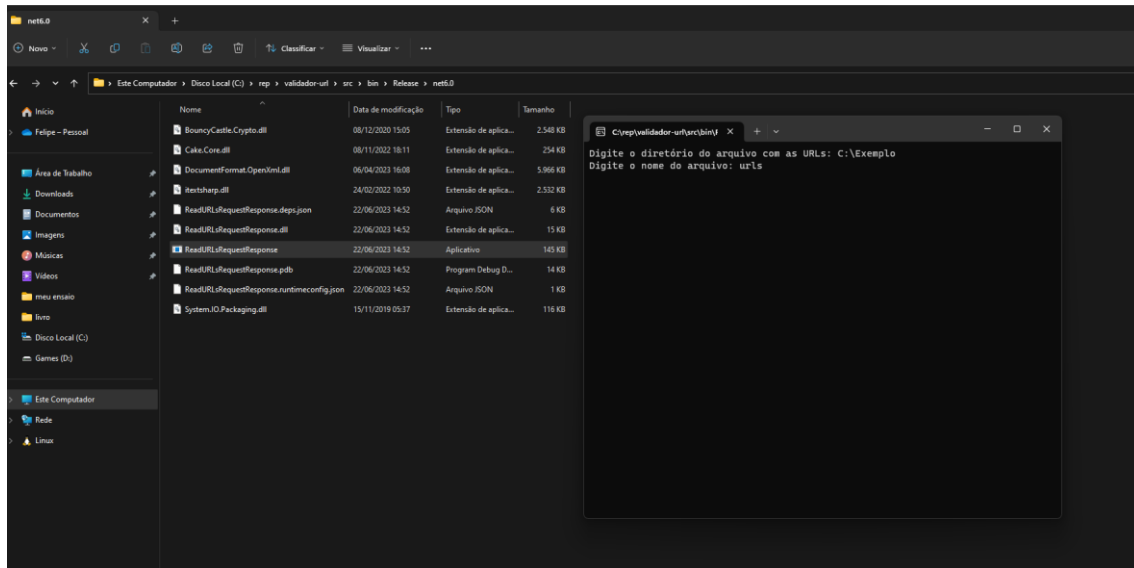 net6.0
Novo
Classificar
Visualizar
Este Computador > Disco Local (C:) > rep > validador-url > src > bin > Release > net6.0
Início
Felipe – Pessoal
Área de Trabalho
Downloads
Documentos
Imagens
Músicas
Vídeos
meu ensaio
livro
Disco Local (C:)
Games (D:)
Este Computador
Rede
Linux
Nome Data de modificação Tipo Tamanho
BouncyCastle.Crypto.dll 08/12/2020 15:05 Extensão de aplica... 2.548 KB
Cake.Core.dll 08/11/2022 18:11 Extensão de aplica... 254 KB
DocumentFormat.OpenXml.dll 06/04/2023 16:08 Extensão de aplica... 5.966 KB
itextsharp.dll 24/02/2022 10:50 Extensão de aplica... 2.532 KB
ReadURLsRequestResponse.deps.json 22/06/2023 14:52 Arquivo JSON 6 KB
ReadURLsRequestResponse.dll 22/06/2023 14:52 Extensão de aplica... 15 KB
ReadURLsRequestResponse 22/06/2023 14:52 Aplicativo 145 KB
ReadURLsRequestResponse.pdb 22/06/2023 14:52 Program Debug D... 14 KB
ReadURLsRequestResponse.runtimeconfig.json 22/06/2023 14:52 Arquivo JSON 1 KB
System.IO.Packaging.dll 15/11/2019 05:37 Extensão de aplica... 116 KB
C:\rep\validador-url\src\bin\
Digite o diretório do arquivo com as URLs: C:\Exemplo
Digite o nome do arquivo: urls